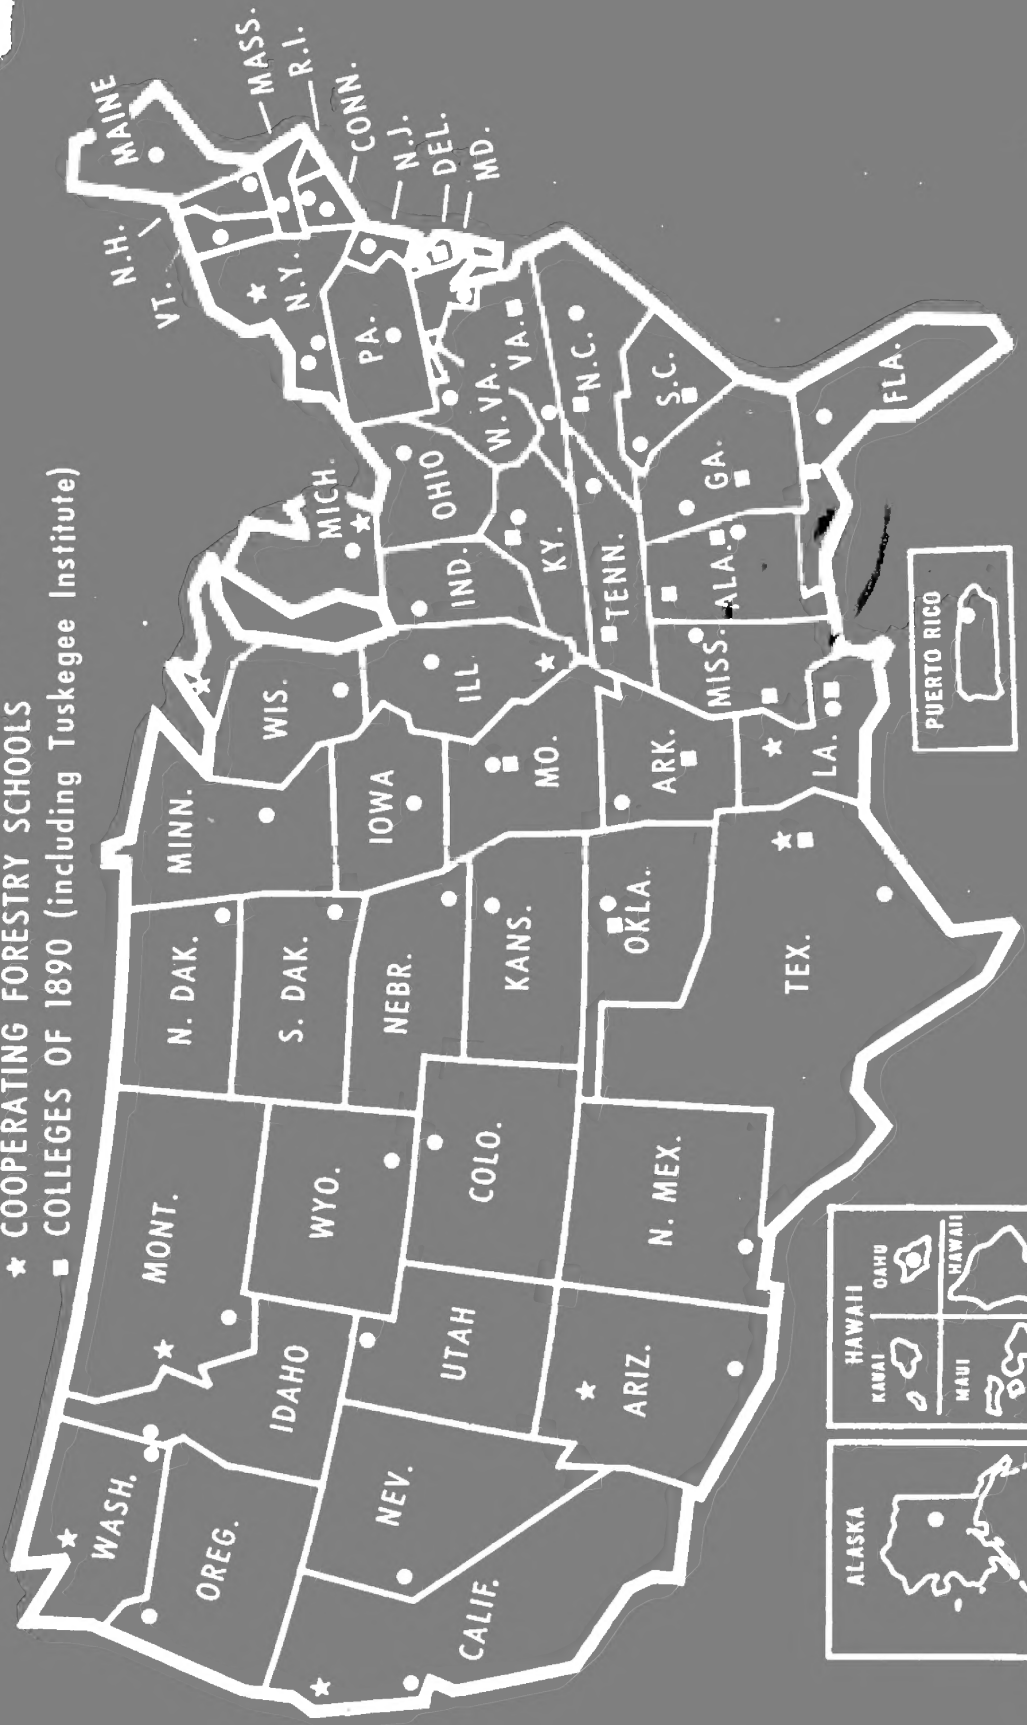 ★ COOPERATING FORESTRY SCHOOLS
■ COLLEGES OF 1890 (including Tuskegee Institute)
WASH.
OREG.
CALIF.
NEV.
IDAHO
MONT.
WYO.
UTAH
ARIZ.
COLO.
N. MEX.
N. DAK.
S. DAK.
NEBR.
KANS.
OKLA.
TEX.
MINN.
IOWA
MO.
ARK.
LA.
WIS.
ILL
MICH.
IND.
OHIO
KY.
TENN.
MISS.
ALA.
GA.
FLA.
S.C.
N.C.
VA.
W. VA.
PA.
N.Y.
VT.
N.H.
MAINE
MASS.
R.I.
CONN.
N.J.
DEL.
MD.
ALASKA
HAWAII
KAUAI
OAHU
MAUI
HAWAII
PUERTO RICO